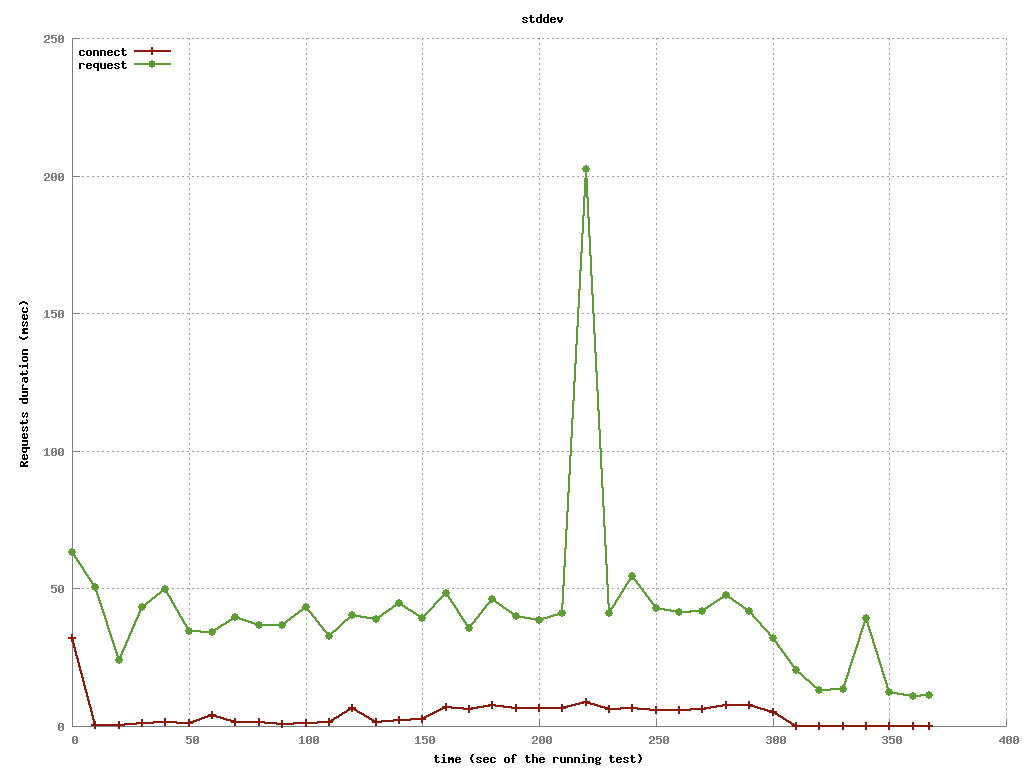 stddev
250
connect
request
200
150
Requests duration (msec)
100
50
0
0 50 100 150 200 250 300 350 400
time (sec of the running test)